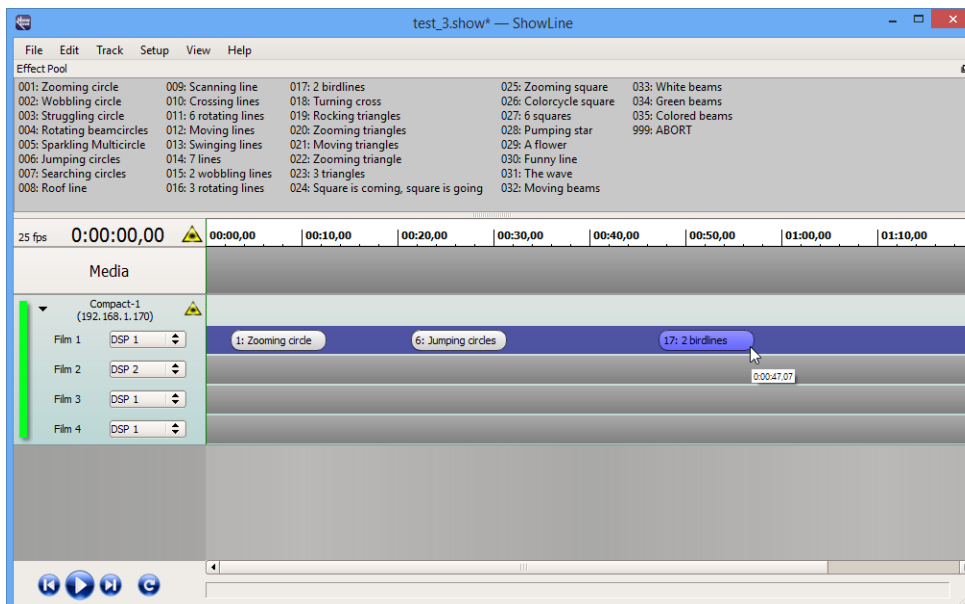 test_3.show* — ShowLine
File Edit Track Setup View Help
Effect Pool
001: Zooming circle 009: Scanning line 017: 2 birdlines 025: Zooming square 033: White beams
002: Wobbling circle 010: Crossing lines 018: Turning cross 026: Colorcycle square 034: Green beams
003: Struggling circle 011: 6 rotating lines 019: Rocking triangles 027: 6 squares 035: Colored beams
004: Rotating beamcircles 012: Moving lines 020: Zooming triangles 028: Pumping star 999: ABORT
005: Sparkling Multicircle 013: Swinging lines 021: Moving triangles 029: A flower
006: Jumping circles 014: 7 lines 022: Zooming triangle 030: Funny line
007: Searching circles 015: 2 wobbling lines 023: 3 triangles 031: The wave
008: Roof line 016: 3 rotating lines 024: Square is coming, square is going 032: Moving beams
25 fps 0:00:00,00 00:00,00 00:10,00 00:20,00 00:30,00 00:40,00 00:50,00 01:00,00 01:10,00
Media
Compact-1
(192.168.1.170)
Film 1 DSP 1 1: Zooming circle 6: Jumping circles 17: 2 birdlines
Film 2 DSP 2 0:00:47,07
Film 3 DSP 1
Film 4 DSP 1